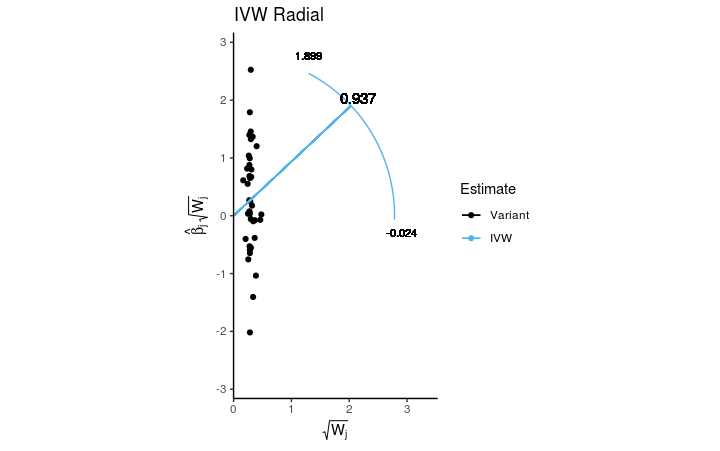 IVW Radial
3
2
1
0
-1
-2
-3
β̂j√Wj
1.899
0.937
-0.024
0 1 2 3
√Wj
Estimate
Variant
IVW